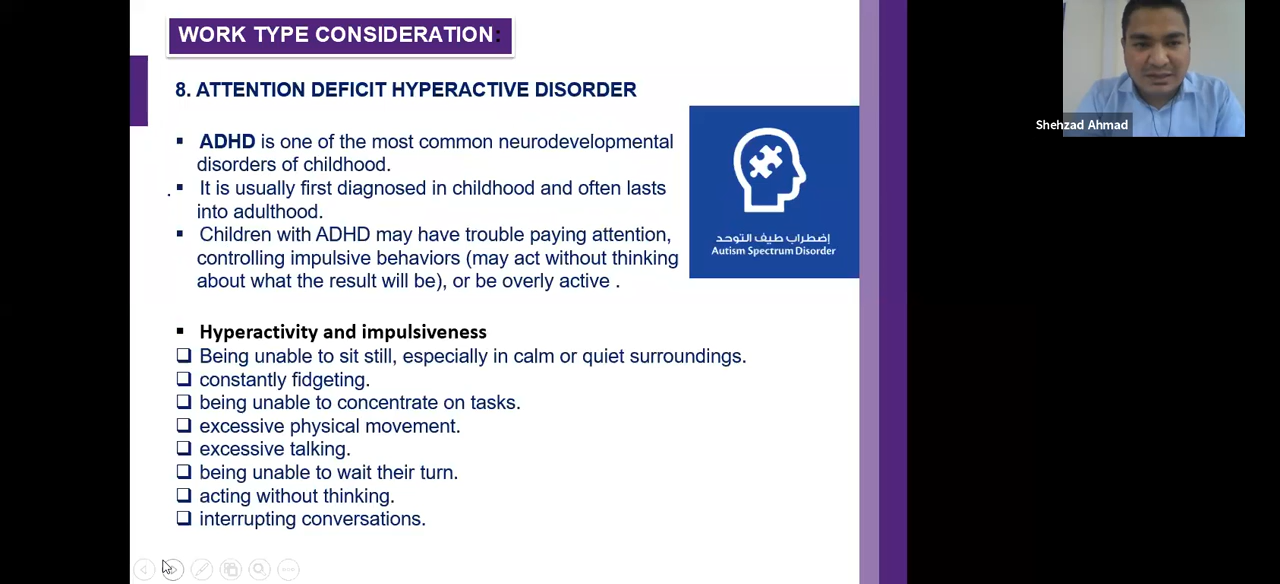 WORK TYPE CONSIDERATION:
8. ATTENTION DEFICIT HYPERACTIVE DISORDER
▪ ADHD is one of the most common neurodevelopmental
disorders of childhood.
▪ It is usually first diagnosed in childhood and often lasts
into adulthood.
▪ Children with ADHD may have trouble paying attention,
controlling impulsive behaviors (may act without thinking
about what the result will be), or be overly active .
اضطراب طيف التوحد
Autism Spectrum Disorder
▪ Hyperactivity and impulsiveness
❑ Being unable to sit still, especially in calm or quiet surroundings.
❑ constantly fidgeting.
❑ being unable to concentrate on tasks.
❑ excessive physical movement.
❑ excessive talking.
❑ being unable to wait their turn.
❑ acting without thinking.
❑ interrupting conversations.
Shehzad Ahmad